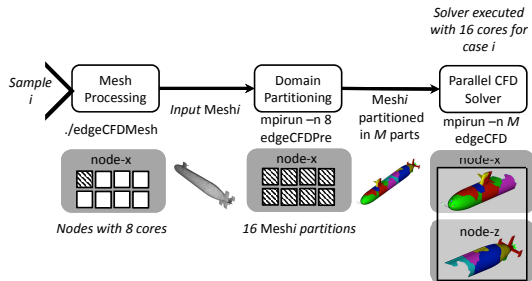 Solver executed
with 16 cores for
case i
Sample
i
Mesh
Processing
Input Meshi
Domain
Partitioning
Meshi
partitioned
in M parts
Parallel CFD
Solver
./edgeCFDMesh
mpirun –n 8
edgeCFDPre
mpirun –n M
edgeCFD
node-x
node-x
node-x
node-z
Nodes with 8 cores
16 Meshi partitions